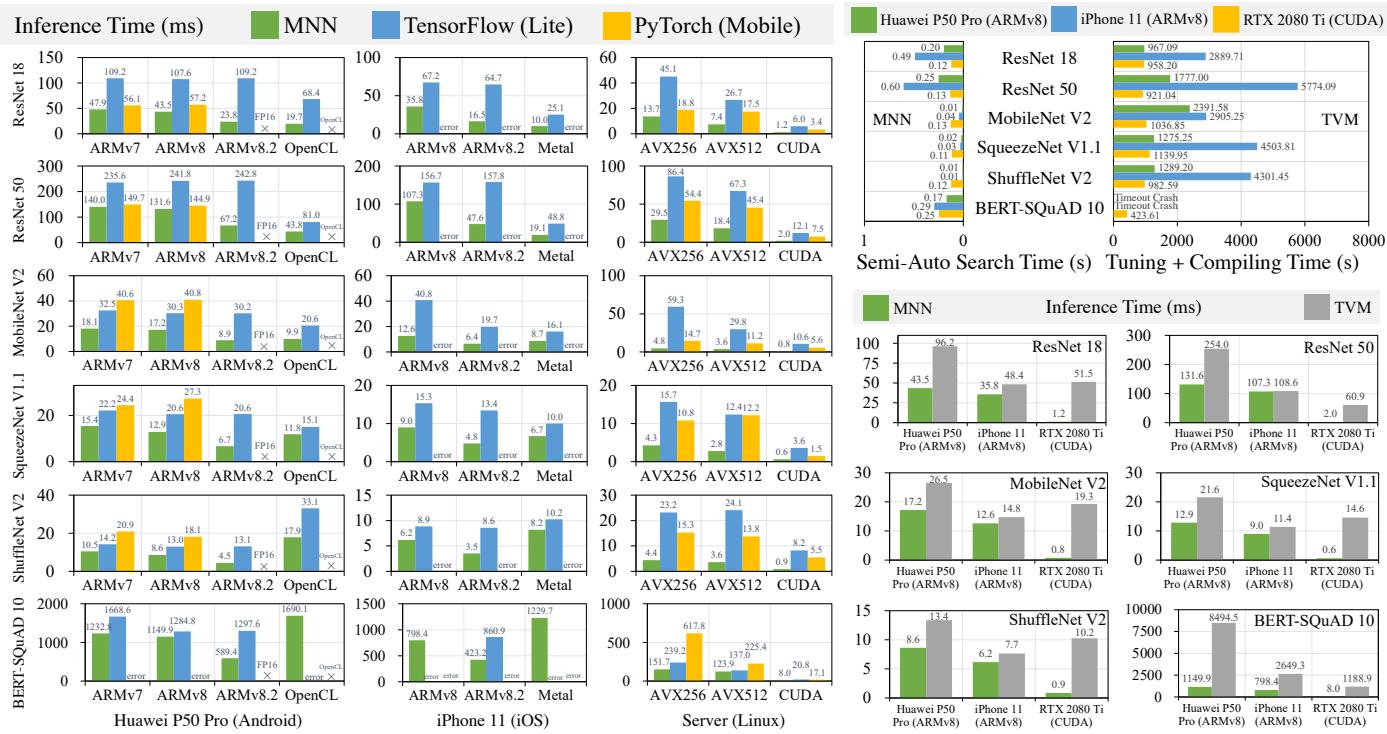 Inference Time (ms) MNN TensorFlow (Lite) PyTorch (Mobile)
ResNet 18
150
100
50
0
47.9 109.2 56.1
43.5 107.6 57.2
23.8 109.2 FP16 ×
19.7 68.4 OpenCL ×
ARMv7 ARMv8 ARMv8.2 OpenCL
100
50
0
35.8 67.2 error
16.5 64.7 error
10.0 25.1 error
ARMv8 ARMv8.2 Metal
60
40
20
0
13.7 45.1 18.8
7.4 26.7 17.5
1.2 6.0 3.4
AVX256 AVX512 CUDA
ResNet 50
300
200
100
0
140.0 235.6 149.7
131.6 241.8 144.9
67.2 242.8 FP16 ×
43.8 81.0 OpenCL ×
ARMv7 ARMv8 ARMv8.2 OpenCL
200
100
0
107.3 156.7 error
47.6 157.8 error
19.1 48.8 error
ARMv8 ARMv8.2 Metal
100
80
60
40
20
0
29.5 86.4 54.4
18.4 67.3 45.4
2.0 12.1 7.5
AVX256 AVX512 CUDA
MobileNet V2
60
40
20
0
18.1 32.5 40.6
17.2 30.3 40.8
8.9 30.2 FP16 ×
9.9 20.6 OpenCL ×
ARMv7 ARMv8 ARMv8.2 OpenCL
60
40
20
0
12.6 40.8 error
6.4 19.7 error
8.7 16.1 error
ARMv8 ARMv8.2 Metal
100
50
0
4.8 59.3 14.7
3.6 29.8 11.2
0.8 10.6 5.6
AVX256 AVX512 CUDA
SqueezeNet V1.1
20
0
15.4 22.2 24.4
12.9 20.6 27.3
6.7 20.6 FP16 ×
11.8 15.1 OpenCL ×
ARMv7 ARMv8 ARMv8.2 OpenCL
20
15
10
5
0
9.0 15.3 error
4.8 13.4 error
6.7 10.0 error
ARMv8 ARMv8.2 Metal
20
15
10
5
0
4.3 15.7 10.8
2.8 12.4 12.2
0.6 3.6 1.5
AVX256 AVX512 CUDA
ShuffleNet V2
40
20
0
10.5 14.2 20.9
8.6 13.0 18.1
4.5 13.1 FP16 ×
17.9 33.1 OpenCL ×
ARMv7 ARMv8 ARMv8.2 OpenCL
15
10
5
0
6.2 8.9 error
3.5 8.6 error
8.2 10.2 error
ARMv8 ARMv8.2 Metal
30
20
10
0
4.4 23.2 15.3
3.6 24.1 13.8
0.9 8.2 5.5
AVX256 AVX512 CUDA
BERT-SQuAD 10
2000
1000
0
1232.8 1668.6 error
1149.9 1284.8 error
589.4 1297.6 FP16 ×
1690.1 error OpenCL ×
ARMv7 ARMv8 ARMv8.2 OpenCL
1500
1000
500
0
798.4 error error
423.2 860.9 error
1229.7 error error
ARMv8 ARMv8.2 Metal
1000
500
0
151.7 239.2 617.8
123.9 137.0 225.4
8.0 20.8 17.1
AVX256 AVX512 CUDA
Huawei P50 Pro (Android) iPhone 11 (iOS) Server (Linux)
Huawei P50 Pro (ARMv8) iPhone 11 (ARMv8) RTX 2080 Ti (CUDA)
MNN TVM
0.20 967.09
0.49 ResNet 18 2889.71
0.12 958.20
0.25 1777.00
0.60 ResNet 50 5774.09
0.13 921.04
0.01 2391.58
0.04 MobileNet V2 2905.25
0.13 1036.85
0.02 1275.25
0.03 SqueezeNet V1.1 4503.81
0.11 1139.95
0.01 1289.20
0.01 ShuffleNet V2 4301.45
0.12 982.59
0.17 Timeout Crash
0.29 BERT-SQuAD 10 Timeout Crash
0.25 423.61
1 0 0 2000 4000 6000 8000
Semi-Auto Search Time (s) Tuning + Compiling Time (s)
MNN Inference Time (ms) TVM
ResNet 18
100
75
50
25
0
43.5 96.2 35.8 48.4 1.2 51.5
Huawei P50 iPhone 11 RTX 2080 Ti
Pro (ARMv8) (ARMv8) (CUDA)
ResNet 50
300
200
100
0
131.6 254.0 107.3 108.6 2.0 60.9
Huawei P50 iPhone 11 RTX 2080 Ti
Pro (ARMv8) (ARMv8) (CUDA)
MobileNet V2
30
20
10
0
17.2 26.5 12.6 14.8 0.8 19.3
Huawei P50 iPhone 11 RTX 2080 Ti
Pro (ARMv8) (ARMv8) (CUDA)
SqueezeNet V1.1
30
20
10
0
12.9 21.6 9.0 11.4 0.6 14.6
Huawei P50 iPhone 11 RTX 2080 Ti
Pro (ARMv8) (ARMv8) (CUDA)
ShuffleNet V2
15
10
5
0
8.6 13.4 6.2 7.7 0.9 10.2
Huawei P50 iPhone 11 RTX 2080 Ti
Pro (ARMv8) (ARMv8) (CUDA)
BERT-SQuAD 10
10000
7500
5000
2500
0
1149.9 8494.5 798.4 2649.3 8.0 1188.9
Huawei P50 iPhone 11 RTX 2080 Ti
Pro (ARMv8) (ARMv8) (CUDA)